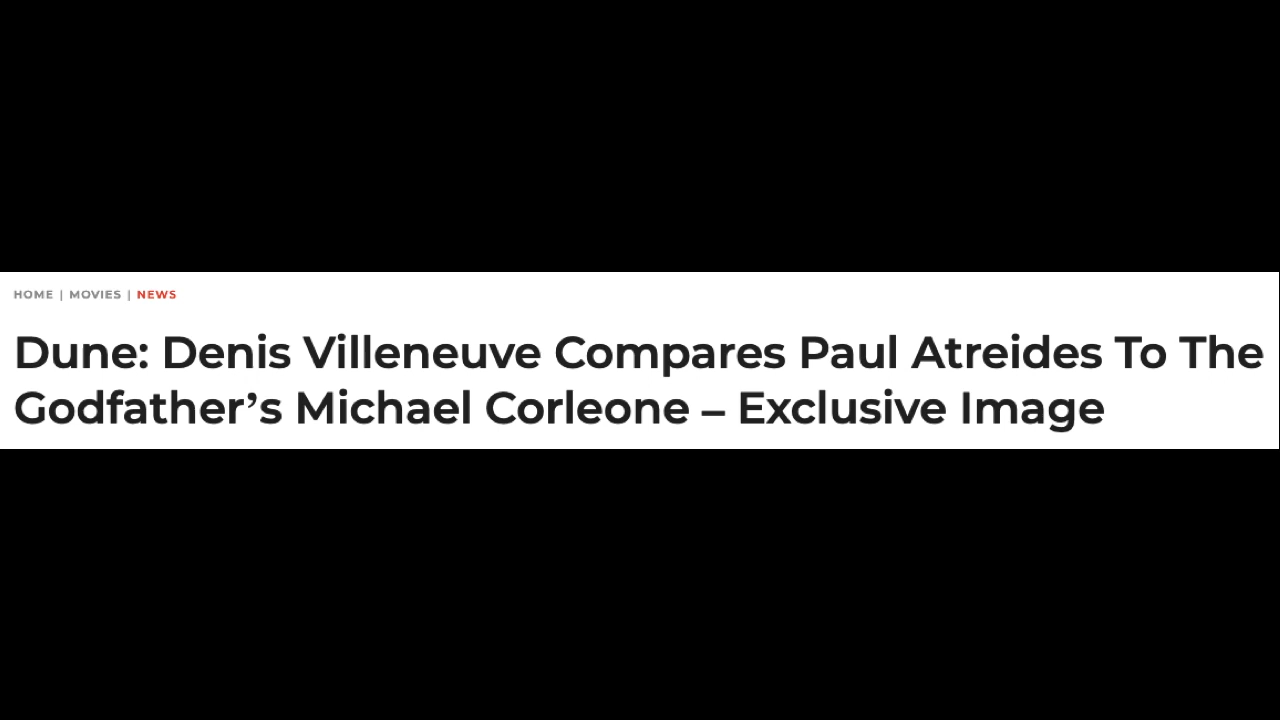 HOME | MOVIES | NEWS
Dune: Denis Villeneuve Compares Paul Atreides To The
Godfather’s Michael Corleone – Exclusive Image